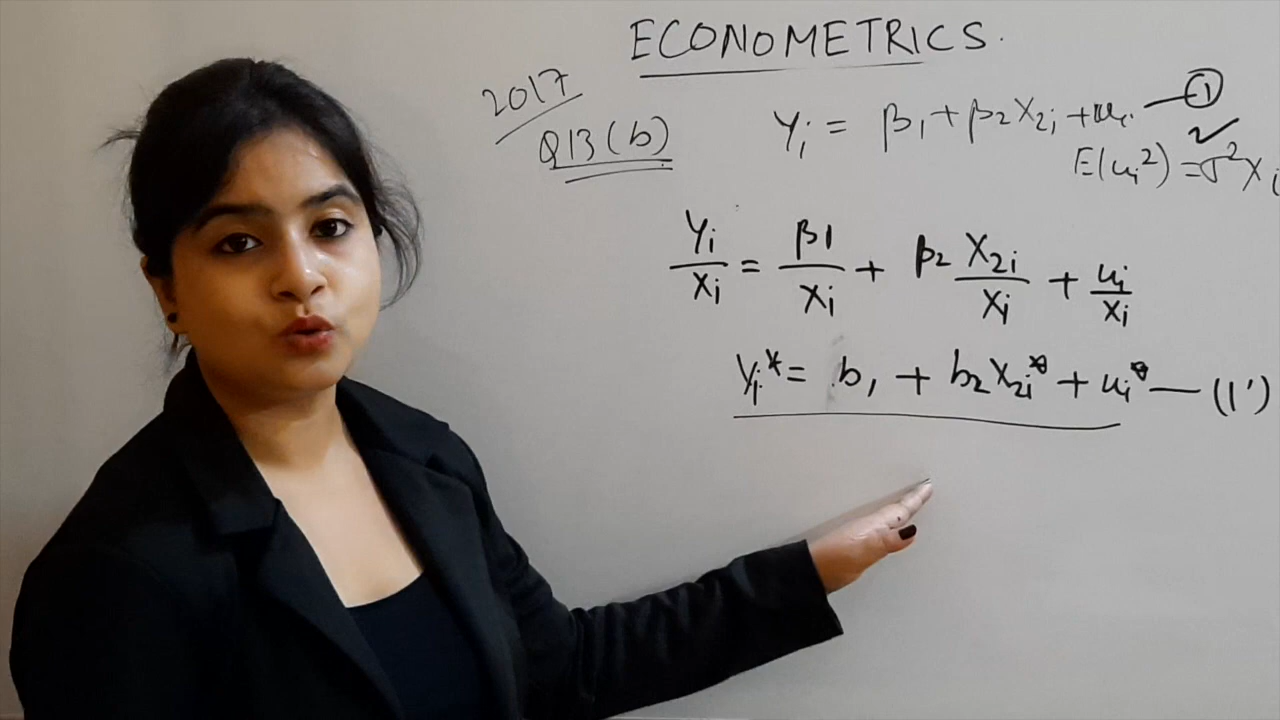 ECONOMETRICS.
2017
Q13(b)
Yi = β1 + β2X2i + ui — ①
E(ui²) = σ²Xi
Yi/Xi = β1/Xi + β2 X2i/Xi + ui/Xi
Yi* = b1 + b2X2i* + ui* — (1')